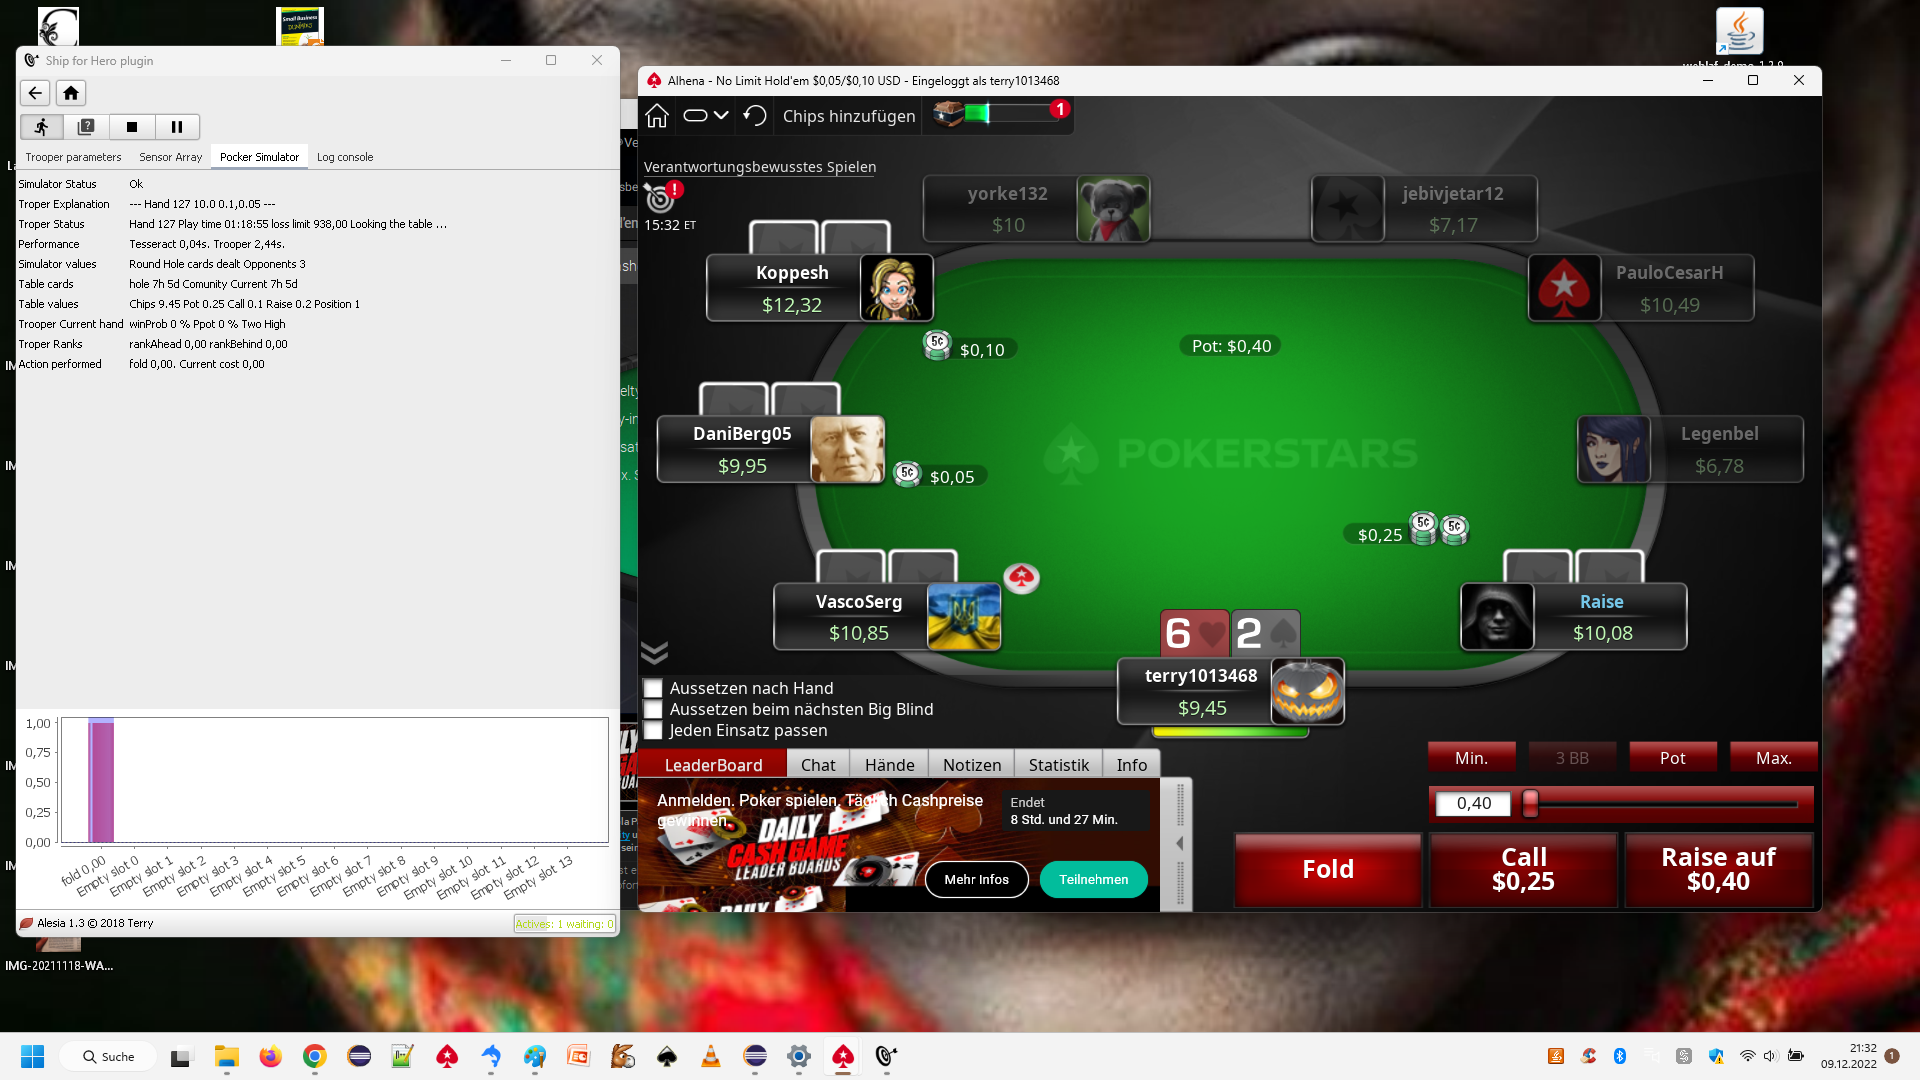 Small Business
DUMMIES
Ship for Hero plugin
Trooper parameters
Sensor Array
Pocker Simulator
Log console
Simulator Status Ok
Troper Explanation --- Hand 127 10.0 0.1,0.05 ---
Troper Status Hand 127 Play time 01:18:55 loss limit 938,00 Looking the table ...
Performance Tesseract 0,04s. Trooper 2,44s.
Simulator values Round Hole cards dealt Opponents 3
Table cards hole 7h 5d Comunity Current 7h 5d
Table values Chips 9.45 Pot 0.25 Call 0.1 Raise 0.2 Position 1
Trooper Current hand winProb 0 % Ppot 0 % Two High
Troper Ranks rankAhead 0,00 rankBehind 0,00
Action performed fold 0,00. Current cost 0,00
1,00
0,75
0,50
0,25
0,00
fold 0,00
Empty slot 0
Empty slot 1
Empty slot 2
Empty slot 3
Empty slot 4
Empty slot 5
Empty slot 6
Empty slot 7
Empty slot 8
Empty slot 9
Empty slot 10
Empty slot 11
Empty slot 12
Empty slot 13
Alesia 1.3 © 2018 Terry
Actives: 1 waiting: 0
IMG-20211118-WA...
Alhena - No Limit Hold'em $0,05/$0,10 USD - Eingeloggt als terry1013468
Chips hinzufügen
1
Verantwortungsbewusstes Spielen
!
15:32 ET
yorke132
$10
jebivjetar12
$7,17
Koppesh
$12,32
PauloCesarH
$10,49
5¢ $0,10
Pot: $0,40
DaniBerg05
$9,95
5¢ $0,05
POKERSTARS
Legenbel
$6,78
$0,25 5¢ 5¢
VascoSerg
$10,85
Raise
$10,08
6 2
terry1013468
$9,45
Aussetzen nach Hand
Aussetzen beim nächsten Big Blind
Jeden Einsatz passen
LeaderBoard
Chat
Hände
Notizen
Statistik
Info
Anmelden. Poker spielen. Täglich Cashpreise
gewinnen.
Endet
8 Std. und 27 Min.
DAILY
CASH GAME
LEADER BOARDS
Mehr Infos
Teilnehmen
DAILY
Min.
3 BB
Pot
Max.
0,40
Fold
Call
$0,25
Raise auf
$0,40
Suche
21:32
09.12.2022
1